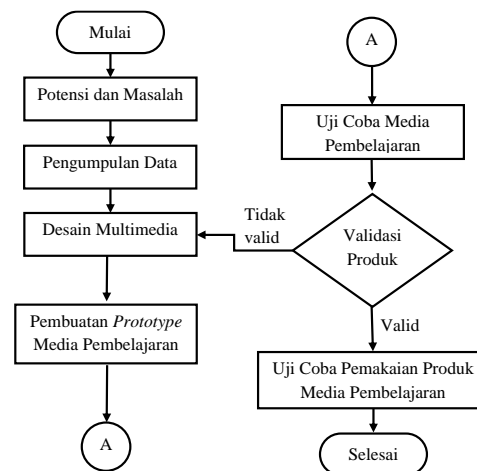 Mulai
Potensi dan Masalah
Pengumpulan Data
Desain Multimedia
Pembuatan Prototype
Media Pembelajaran
A
A
Uji Coba Media
Pembelajaran
Validasi
Produk
Tidak
valid
Valid
Uji Coba Pemakaian Produk
Media Pembelajaran
Selesai